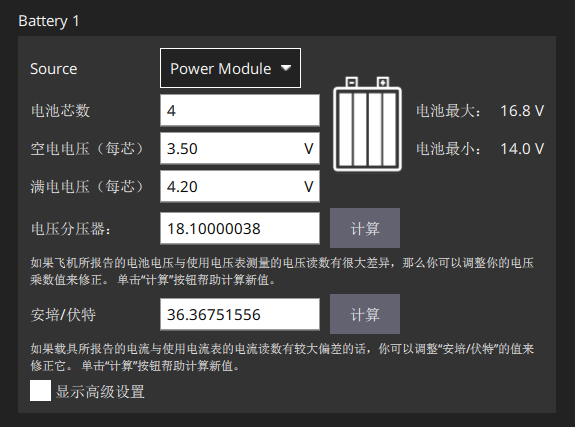 Battery 1
Source Power Module
电池芯数 4 电池最大： 16.8 V
空电电压（每芯） 3.50 V 电池最小： 14.0 V
满电电压（每芯） 4.20 V
电压分压器： 18.10000038 计算
如果飞机所报告的电池电压与使用电压表测量的电压读数有很大差异，那么你可以调整你的电压
乘数值来修正。 单击“计算”按钮帮助计算新值。
安培/伏特 36.36751556 计算
如果载具所报告的电流与使用电流表的电流读数有较大偏差的话，你可以调整“安培/伏特”的值来
修正它。 单击“计算”按钮帮助计算新值。
显示高级设置